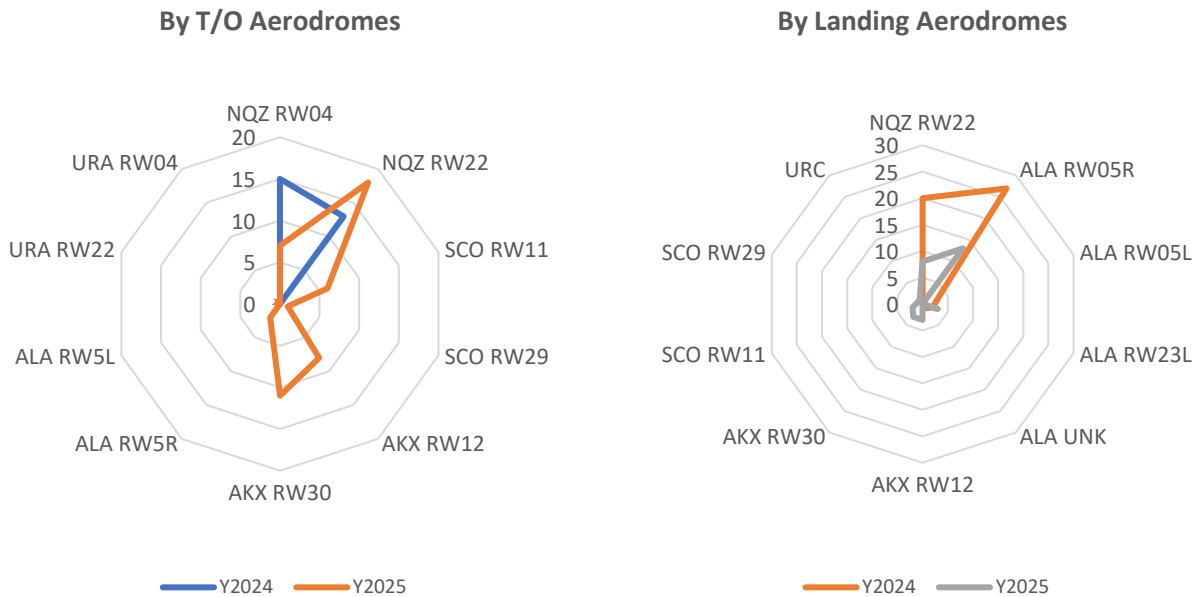 By T/O Aerodromes
NQZ RW04
NQZ RW22
SCO RW11
SCO RW29
AKX RW12
AKX RW30
ALA RW5R
ALA RW5L
URA RW22
URA RW04
20
15
10
5
0
Y2024
Y2025
By Landing Aerodromes
NQZ RW22
ALA RW05R
ALA RW05L
ALA RW23L
ALA UNK
AKX RW12
AKX RW30
SCO RW11
SCO RW29
URC
30
25
20
15
10
5
0
Y2024
Y2025